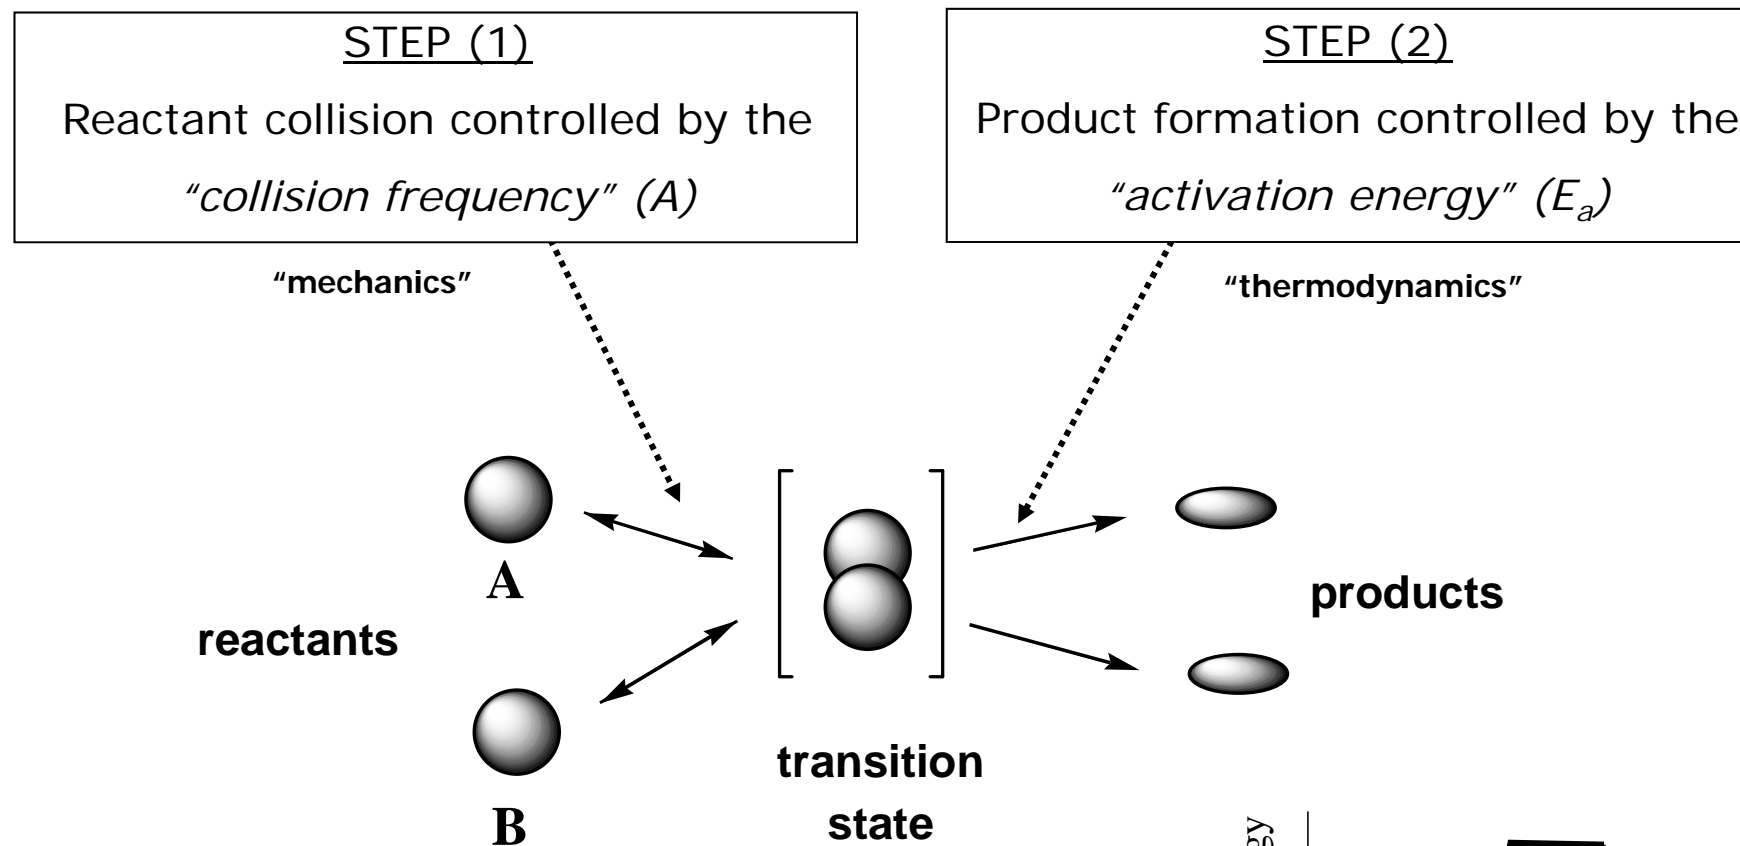 STEP (1)
Reactant collision controlled by the
“collision frequency” (A)
STEP (2)
Product formation controlled by the
“activation energy” (Ea)
“mechanics”
“thermodynamics”
A
reactants
products
B
transition
state